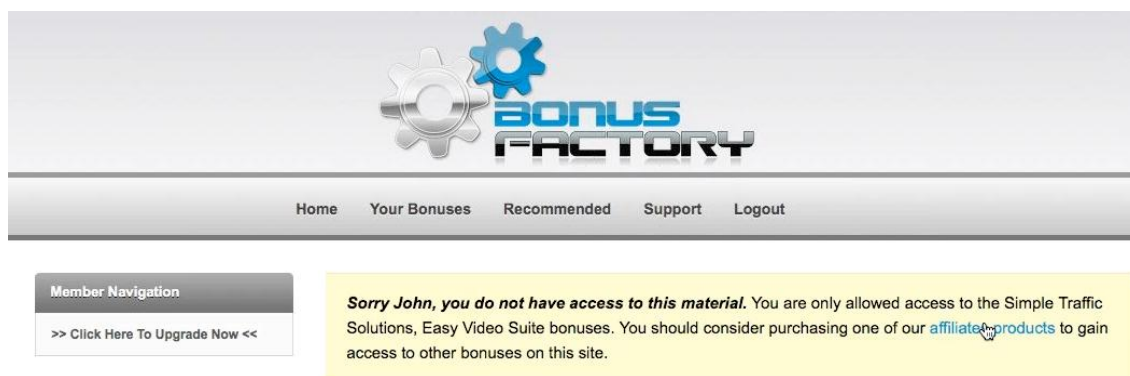 BONUS
FACTORY
Home Your Bonuses Recommended Support Logout
Member Navigation
>> Click Here To Upgrade Now <<
Sorry John, you do not have access to this material. You are only allowed access to the Simple Traffic
Solutions, Easy Video Suite bonuses. You should consider purchasing one of our affiliate products to gain
access to other bonuses on this site.